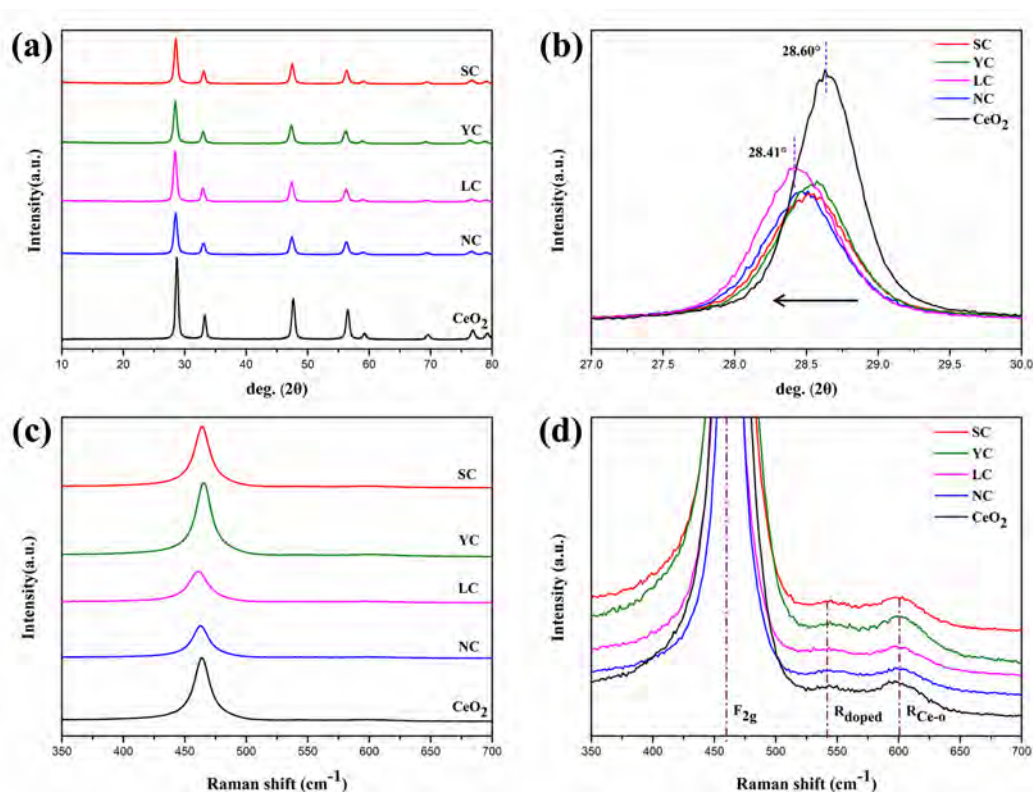 (a)
SC
YC
LC
NC
CeO2
Intensity(a.u.)
10 20 30 40 50 60 70 80
deg. (2θ)
(b)
28.60°
28.41°
SC
YC
LC
NC
CeO2
Intensity(a.u.)
27.0 27.5 28.0 28.5 29.0 29.5 30.0
deg. (2θ)
(c)
SC
YC
LC
NC
CeO2
Intensity(a.u.)
350 400 450 500 550 600 650 700
Raman shift (cm-1)
(d)
SC
YC
LC
NC
CeO2
F2g
Rdoped
RCe-o
Intensity (a.u.)
350 400 450 500 550 600 650 700
Raman shift (cm-1)